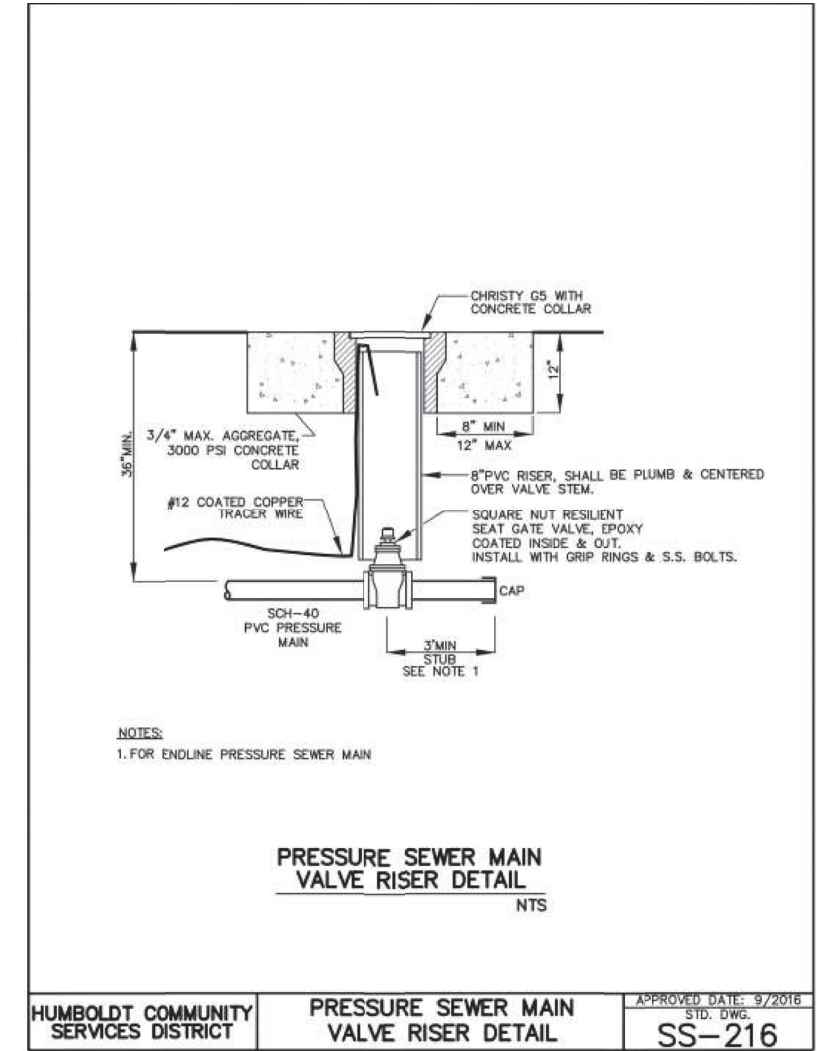 CHRISTY G5 WITH
CONCRETE COLLAR
12"
8" MIN
12" MAX
3/4" MAX. AGGREGATE,
3000 PSI CONCRETE
COLLAR
36"MIN.
8"PVC RISER, SHALL BE PLUMB & CENTERED
OVER VALVE STEM.
#12 COATED COPPER
TRACER WIRE
SQUARE NUT RESILIENT
SEAT GATE VALVE, EPOXY
COATED INSIDE & OUT.
INSTALL WITH GRIP RINGS & S.S. BOLTS.
CAP
SCH-40
PVC PRESSURE
MAIN
3'MIN
STUB
SEE NOTE 1
NOTES:
1. FOR ENDLINE PRESSURE SEWER MAIN
PRESSURE SEWER MAIN
VALVE RISER DETAIL
NTS
HUMBOLDT COMMUNITY
SERVICES DISTRICT
PRESSURE SEWER MAIN
VALVE RISER DETAIL
APPROVED DATE: 9/2016
STD. DWG.
SS-216